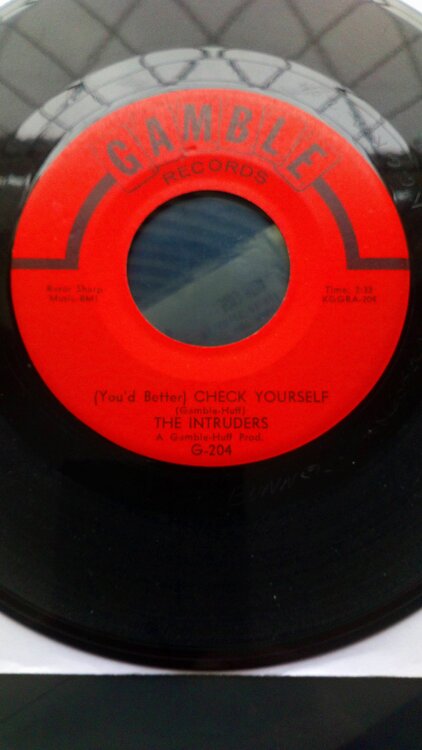 GAMBLE
RECORDS
Razor Sharp
Music-BMI
Time: 2:35
(You'd Better) CHECK YOURSELF
(Gamble-Huff)
THE INTRUDERS
A Gamble-Huff Prod.
G-204